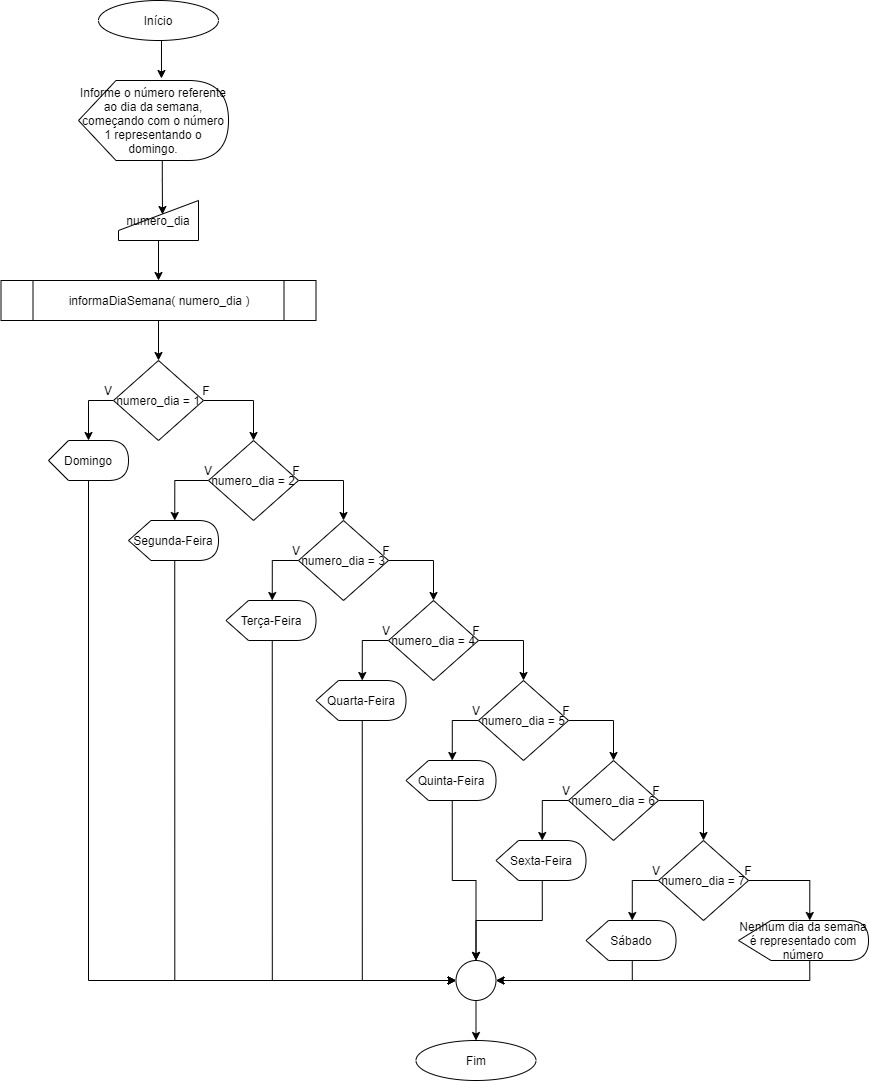 Início
Informe o número referente
ao dia da semana,
começando com o número
1 representando o
domingo.
numero_dia
informaDiaSemana( numero_dia )
V
F
numero_dia = 1
Domingo
V
F
numero_dia = 2
Segunda-Feira
V
F
numero_dia = 3
Terça-Feira
V
F
numero_dia = 4
Quarta-Feira
V
F
numero_dia = 5
Quinta-Feira
V
F
numero_dia = 6
Sexta-Feira
V
F
numero_dia = 7
Sábado
Nenhum dia da semana
é representado com
número
Fim